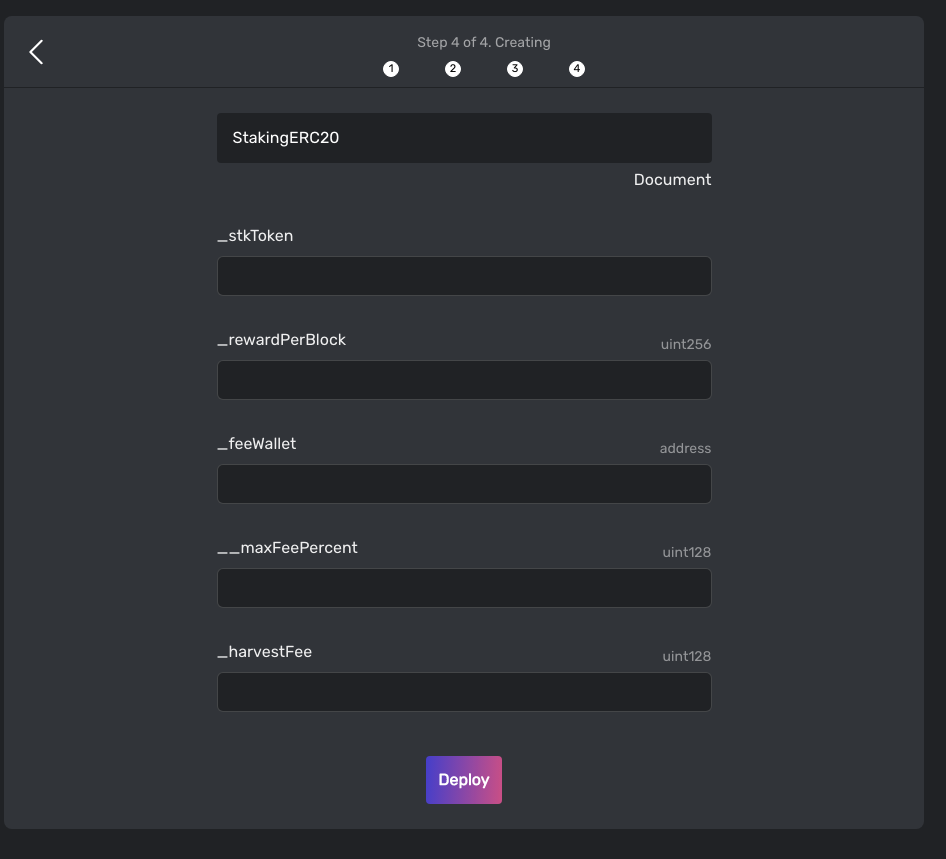 Step 4 of 4. Creating
1 2 3 4
StakingERC20
Document
_stkToken
_rewardPerBlock uint256
_feeWallet address
__maxFeePercent uint128
_harvestFee uint128
Deploy